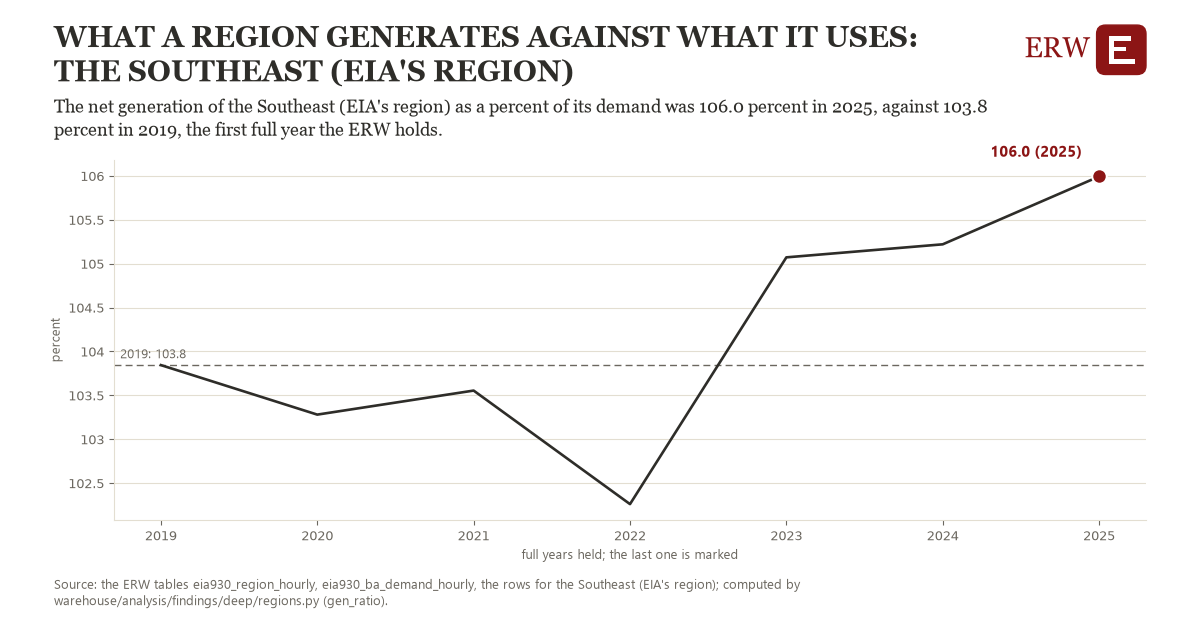 WHAT A REGION GENERATES AGAINST WHAT IT USES:
THE SOUTHEAST (EIA'S REGION)
ERW E
The net generation of the Southeast (EIA's region) as a percent of its demand was 106.0 percent in 2025, against 103.8
percent in 2019, the first full year the ERW holds.
106.0 (2025)
106
105.5
105
104.5
104
103.5
103
102.5
percent
2019: 103.8
2019 2020 2021 2022 2023 2024 2025
full years held; the last one is marked
Source: the ERW tables eia930_region_hourly, eia930_ba_demand_hourly, the rows for the Southeast (EIA's region); computed by
warehouse/analysis/findings/deep/regions.py (gen_ratio).